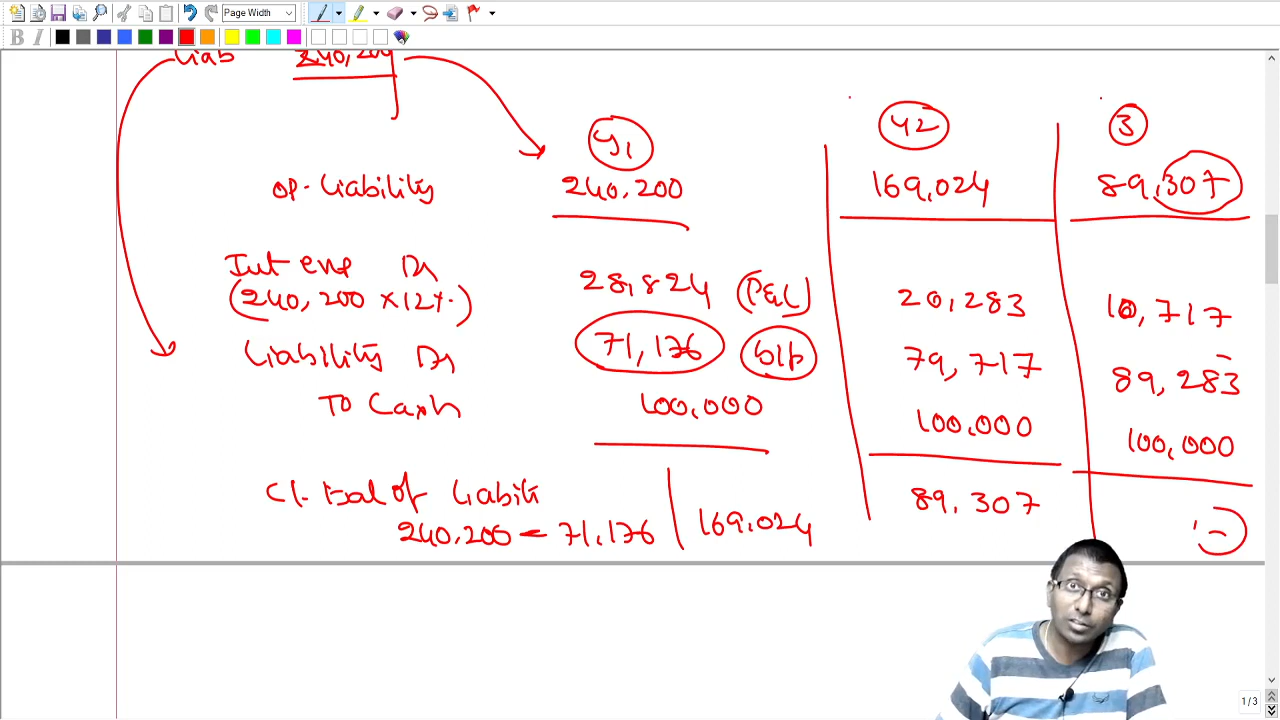 Page Width
B I
Liab 240,200
Y1 Y2 3
OP. Liability 240,200 169,024 89,307
Int exp Dr 28,824 (P&L) 20,283 10,717
(240,200 × 12%.)
Liability Dr 71,176 BIP 79,717 89,283
TO Cash 100,000 100,000 100,000
Cl. Bal of Liabiti
240,200 - 71,176 169,024 89,307 -
1/3